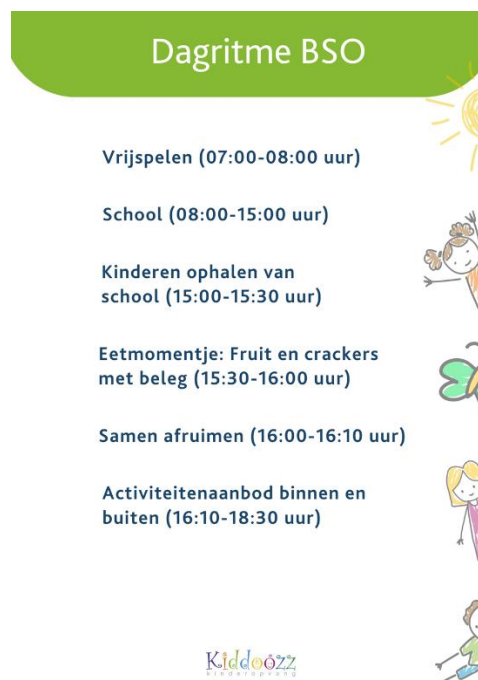 Dagritme BSO
Vrijspelen (07:00-08:00 uur)
School (08:00-15:00 uur)
Kinderen ophalen van
school (15:00-15:30 uur)
Eetmomentje: Fruit en crackers
met beleg (15:30-16:00 uur)
Samen afruimen (16:00-16:10 uur)
Activiteitenaanbod binnen en
buiten (16:10-18:30 uur)
Kiddoozz
kinderopvang